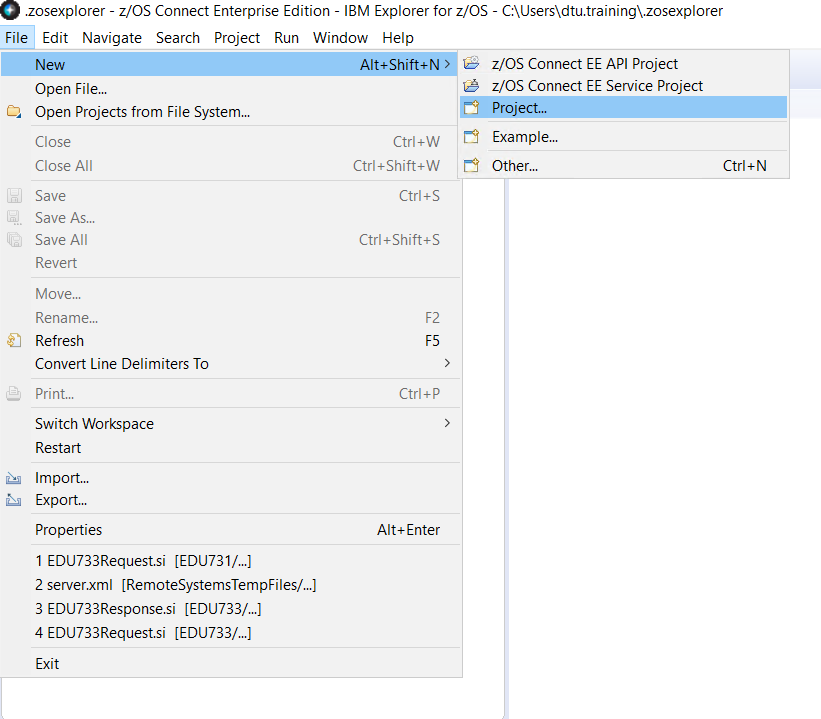 .zosexplorer - z/OS Connect Enterprise Edition - IBM Explorer for z/OS - C:\Users\dtu.training\.zosexplorer
File Edit Navigate Search Project Run Window Help
New Alt+Shift+N
Open File...
Open Projects from File System...
Close Ctrl+W
Close All Ctrl+Shift+W
Save Ctrl+S
Save As...
Save All Ctrl+Shift+S
Revert
Move...
Rename... F2
Refresh F5
Convert Line Delimiters To
Print... Ctrl+P
Switch Workspace
Restart
Import...
Export...
Properties Alt+Enter
1 EDU733Request.si [EDU731/...]
2 server.xml [RemoteSystemsTempFiles/...]
3 EDU733Response.si [EDU733/...]
4 EDU733Request.si [EDU733/...]
Exit
z/OS Connect EE API Project
z/OS Connect EE Service Project
Project...
Example...
Other... Ctrl+N